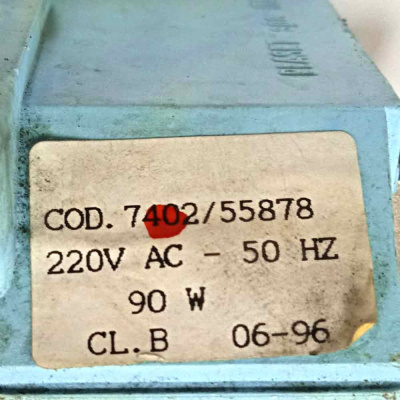 COD. 7402/55878
220V AC - 50 HZ
90 W
CL.B 06-96